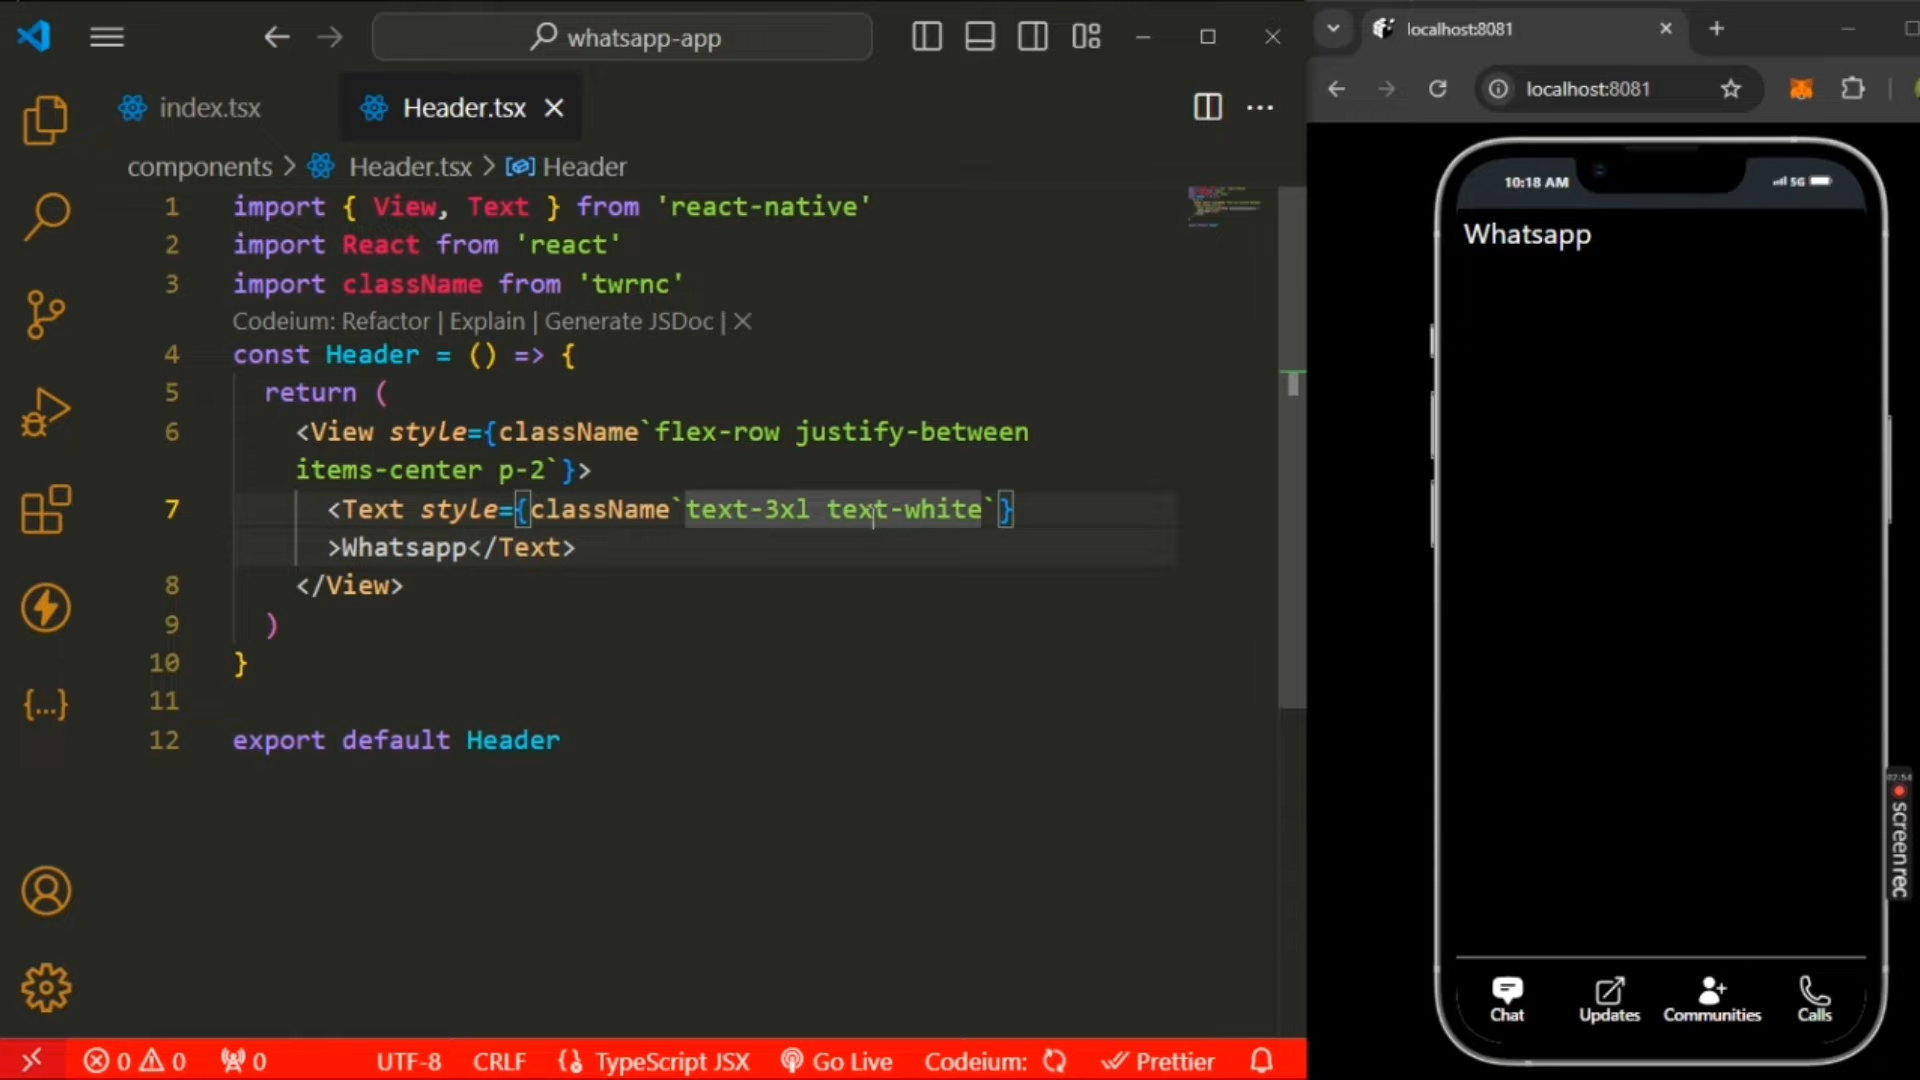 whatsapp-app
index.tsx
Header.tsx
components > Header.tsx > Header
1 import { View, Text } from 'react-native'
2 import React from 'react'
3 import className from 'twrnc'
Codeium: Refactor | Explain | Generate JSDoc | ✕
4 const Header = () => {
5 return (
6 <View style={className`flex-row justify-between
items-center p-2`}>
7 <Text style={className`text-3xl text-white`}
>Whatsapp</Text>
8 </View>
9 )
10 }
11
12 export default Header
{...}
0 0 0 UTF-8 CRLF TypeScript JSX Go Live Codeium: Prettier
localhost:8081
localhost:8081
10:18 AM 5G
Whatsapp
Chat Updates Communities Calls
02:54
screenrec